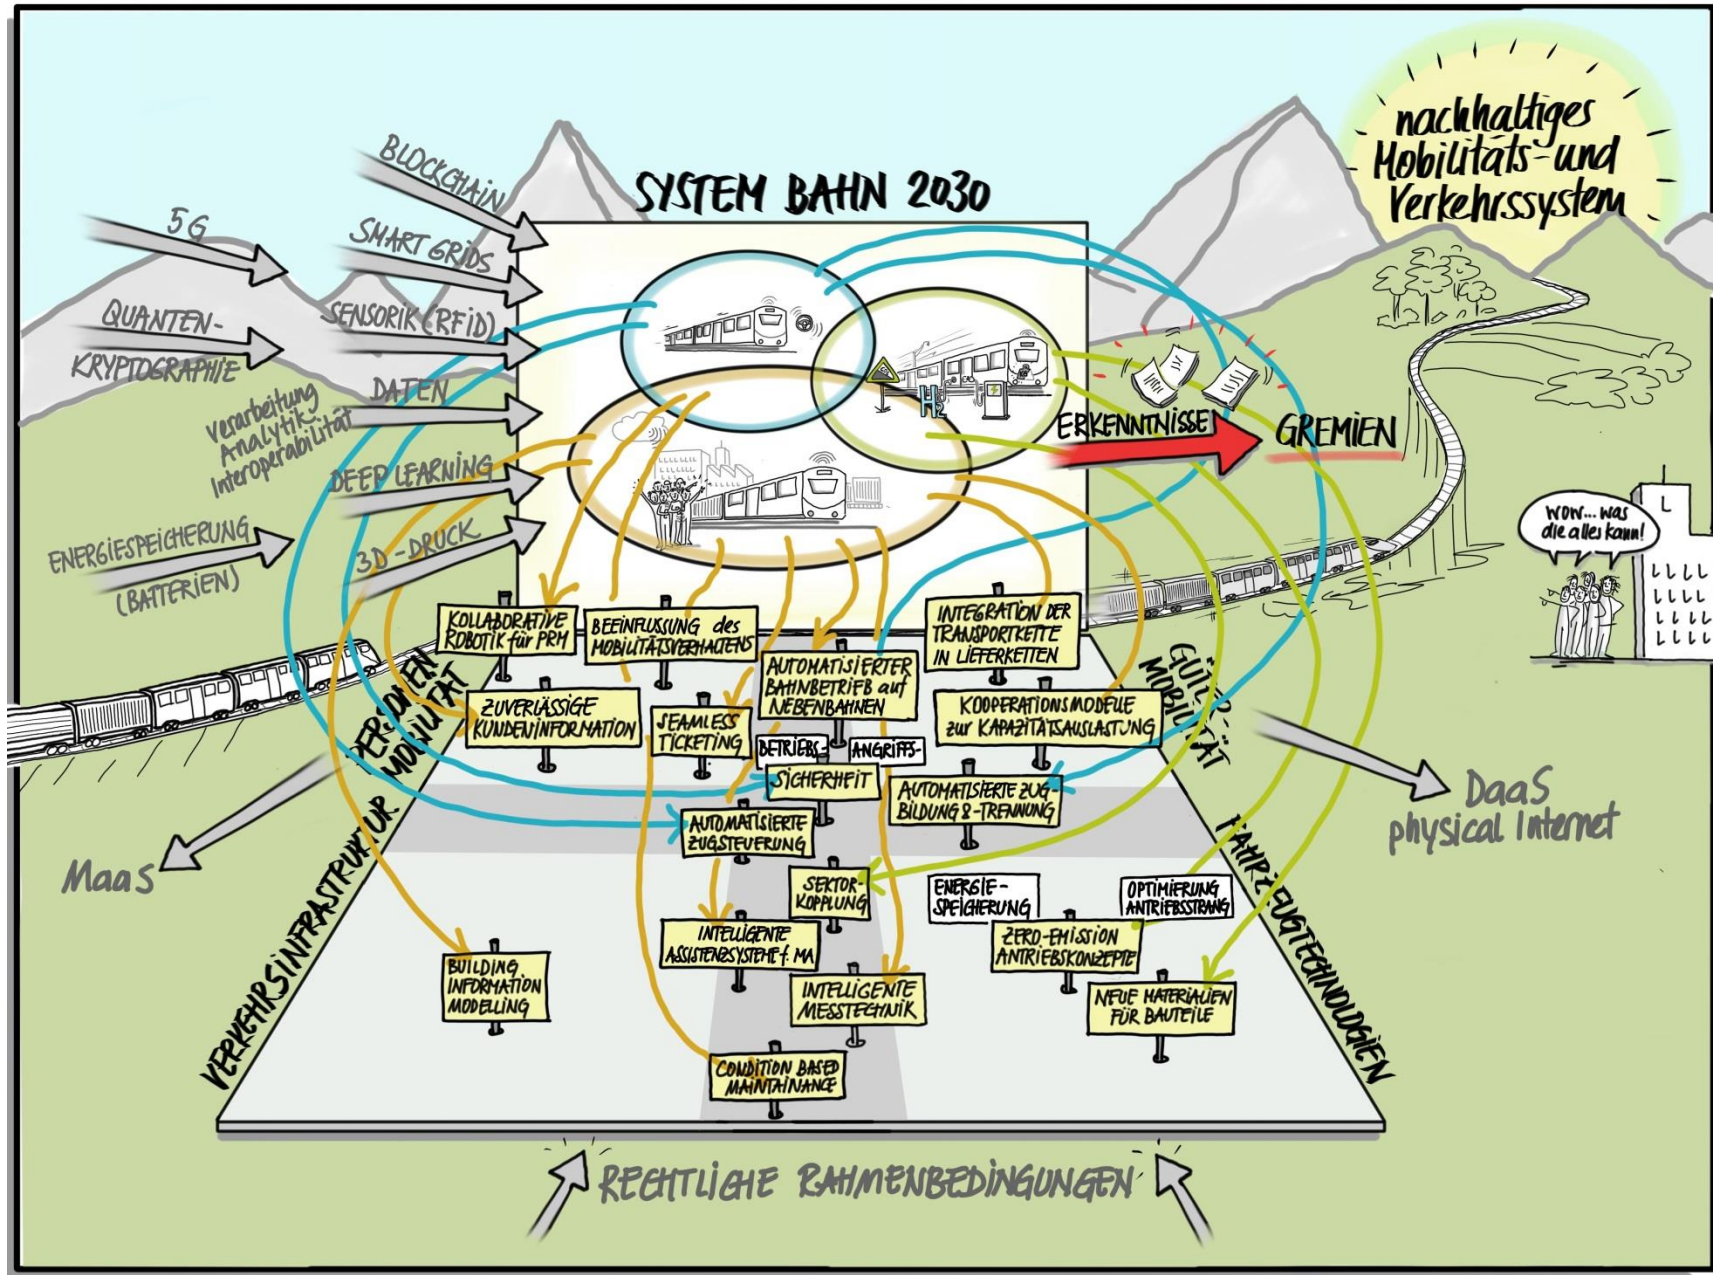 nachhaltiges
Mobilitäts- und
Verkehrssystem
SYSTEM BAHN 2030
BLOCKCHAIN
5G
SMART GRIDS
QUANTEN-
KRYPTOGRAPHIE
SENSORIK (RFiD)
DATEN
Verarbeitung
Analytik
Interoperabilität
DEEP LEARNING
ENERGIESPEICHERUNG
(BATTERIEN)
3D-DRUCK
H2
ERKENNTNISSE
GREMIEN
WOW... was
die alles kann!
KOLLABORATIVE
ROBOTIK für PRM
BEEINFLUSSUNG des
MOBILITÄTSVERHALTENS
INTEGRATION DER
TRANSPORTKETTE
IN LIEFERKETTEN
AUTOMATISIERTER
BAHNBETRIEB auf
NEBENBAHNEN
ZUVERLÄSSIGE
KUNDENINFORMATION
SEAMLESS
TICKETING
KOOPERATIONSMODELLE
zur KAPAZITÄTSAUSLASTUNG
BETRIEBS-
ANGRIFFS-
SICHERHEIT
AUTOMATISIERTE ZUG-
BILDUNG & -TRENNUNG
AUTOMATISIERTE
ZUGSTEUERUNG
PERSONEN
MOBILITÄT
GÜTER-
MOBILITÄT
MaaS
DaaS
physical Internet
VERKEHRSINFRASTRUKTUR
FAHRZEUGTECHNOLOGIEN
SEKTOR-
KOPPLUNG
ENERGIE-
SPEICHERUNG
OPTIMIERUNG
ANTRIEBSSTRANG
INTELLIGENTE
ASSISTENZSYSTEME f. MA
ZERO-EMISSION
ANTRIEBSKONZEPTE
BUILDING
INFORMATION
MODELLING
INTELLIGENTE
MESSTECHNIK
NEUE MATERIALIEN
FÜR BAUTEILE
CONDITION BASED
MAINTAINANCE
RECHTLICHE RAHMENBEDINGUNGEN